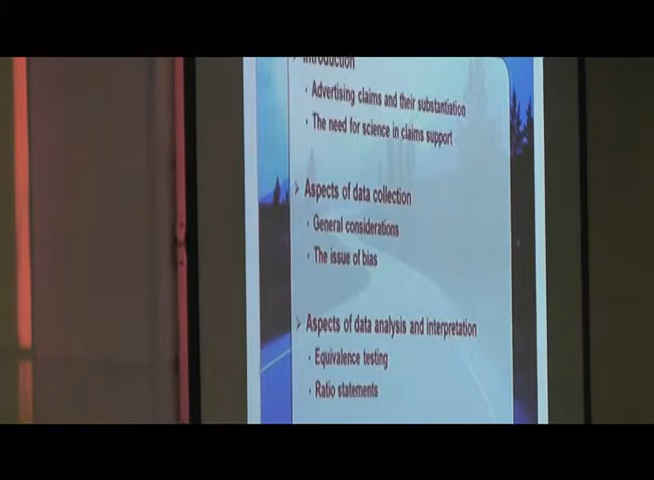 Introduction
Advertising claims and their substantiation
The need for science in claims support
Aspects of data collection
General considerations
The issue of bias
Aspects of data analysis and interpretation
Equivalence testing
Ratio statements